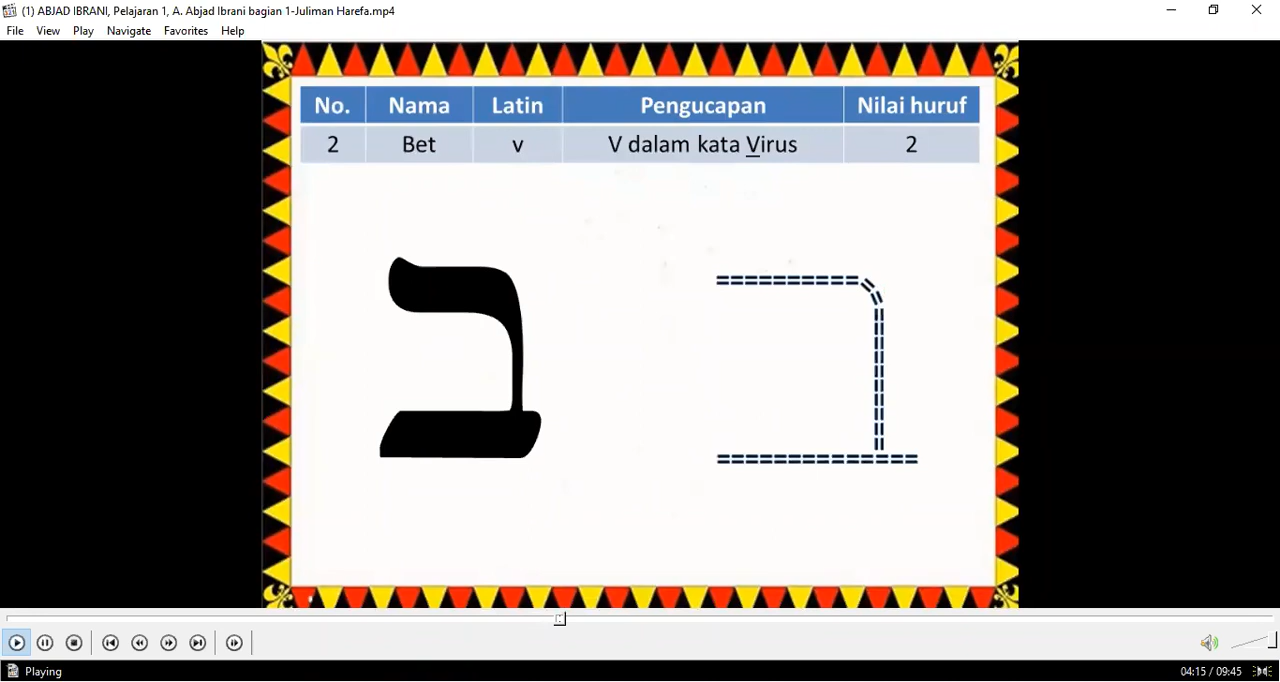 (1) ABJAD IBRANI, Pelajaran 1, A. Abjad Ibrani bagian 1-Juliman Harefa.mp4
File View Play Navigate Favorites Help
No. Nama Latin Pengucapan Nilai huruf
2 Bet v V dalam kata Virus 2
ב ב
Playing 04:15 / 09:45